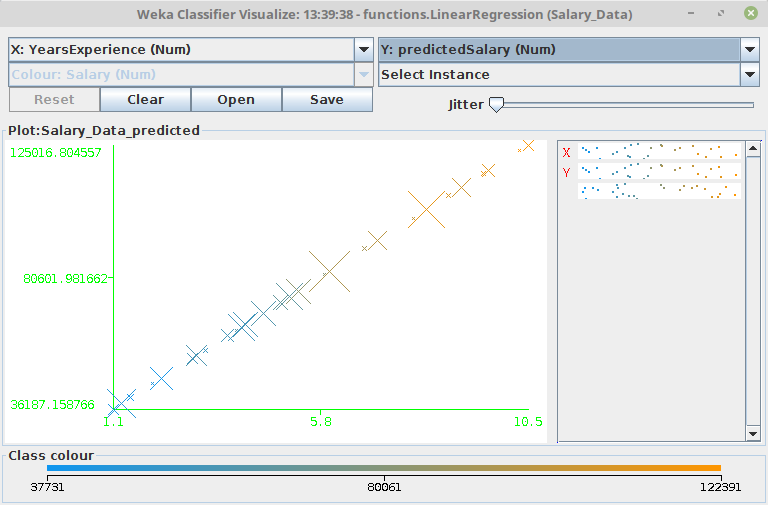 Weka Classifier Visualize: 13:39:38 - functions.LinearRegression (Salary_Data)
X: YearsExperience (Num)
Y: predictedSalary (Num)
Colour: Salary (Num)
Select Instance
Reset
Clear
Open
Save
Jitter
Plot:Salary_Data_predicted
125016.804557
80601.981662
36187.158766
1.1
5.8
10.5
X
Y
Class colour
37731
80061
122391